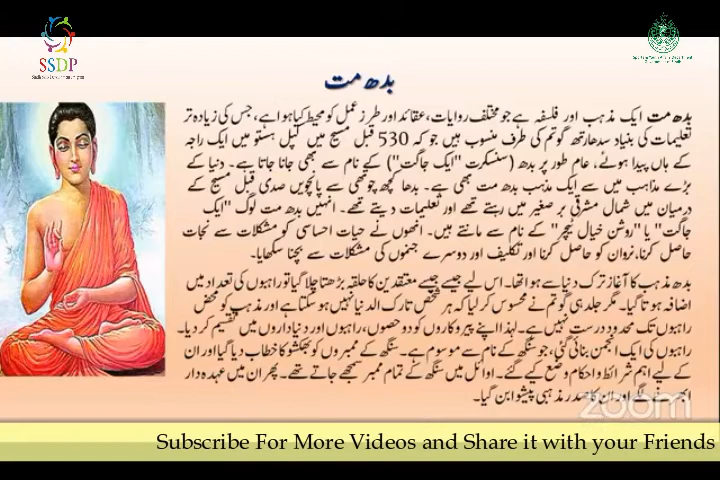 SSDP
بدھ مت
بدھ مت ایک مذہب اور فلسفہ ہے جو مختلف روایات، عقائد اور طرز عمل کو محیط کیا ہوا ہے، جس کی زیادہ تر
تعلیمات کی بنیاد سدھارتھ گوتم کی طرف منسوب ہیں جو کہ 530 قبل مسیح میں کپل وستو میں ایک راجہ
کے ہاں پیدا ہوئے، عام طور پر بدھ (سنسکرت "ایک جاگت") کے نام سے بھی جانا جاتا ہے۔ دنیا کے
بڑے مذاہب میں سے ایک مذہب بدھ مت بھی ہے۔ بدھا کچھ چوتھی سے پانچویں صدی قبل مسیح کے
درمیان میں شمال مشرقی بر صغیر میں رہتے تھے اور تعلیمات دیتے تھے۔ انہیں بدھ مت لوگ "ایک
جاگت" یا "روشن خیال ٹیچر" کے نام سے مانتے ہیں۔ انھوں نے حیات احساسی کو مشکلات سے نجات
حاصل کرنا، نروان کو حاصل کرنا اور تکلیف اور دوسرے جنموں کی مشکلات سے بچنا سکھایا۔
بدھ مذہب کا آغاز ترک دنیا سے ہوا تھا۔ اس لیے جیسے جیسے معتقدین کا حلقہ بڑھتا چلا گیا تو راہبوں کی تعداد میں
اضافہ ہوتا گیا۔ مگر جلد ہی گوتم نے محسوس کر لیا کہ ہر شخص تارک الدنیا نہیں ہو سکتا ہے اور مذہب کو محض
راہبوں تک محدود درست نہیں ہے۔ لہذا اپنے پیروکاروں کو دو حصوں، راہبوں اور دنیاداروں میں تقسیم کر دیا۔
راہبوں کی ایک انجمن بنائی گئی، جو سنگھ کے نام سے موسوم ہے۔ سنگھ کے ممبروں کو بھکشو کا خطاب دیا گیا اور ان
کے لیے اہم شرائط و احکام وضع کیے گئے۔ اوائل میں سنگھ کے تمام ممبر سمجھے جاتے تھے۔ پھر ان میں عہدہ دار
ابھرنے لگے اور ان کا صدر مذہبی پیشوا بن گیا۔
zoom
Subscribe For More Videos and Share it with your Friends